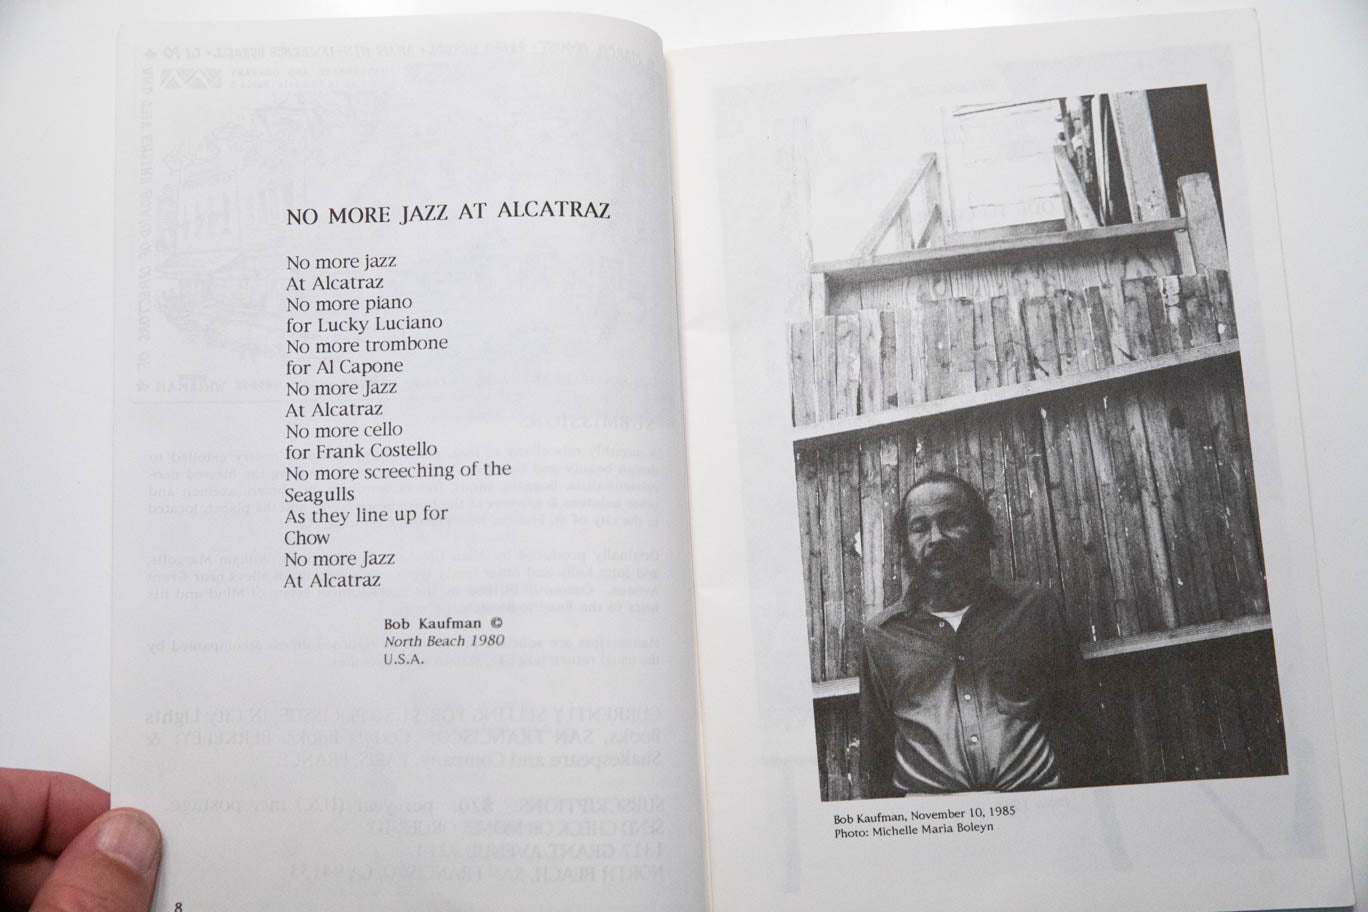 NO MORE JAZZ AT ALCATRAZ
No more jazz
At Alcatraz
No more piano
for Lucky Luciano
No more trombone
for Al Capone
No more Jazz
At Alcatraz
No more cello
for Frank Costello
No more screeching of the
Seagulls
As they line up for
Chow
No more Jazz
At Alcatraz
Bob Kaufman ©
North Beach 1980
U.S.A.
8
Bob Kaufman, November 10, 1985
Photo: Michelle Maria Boleyn